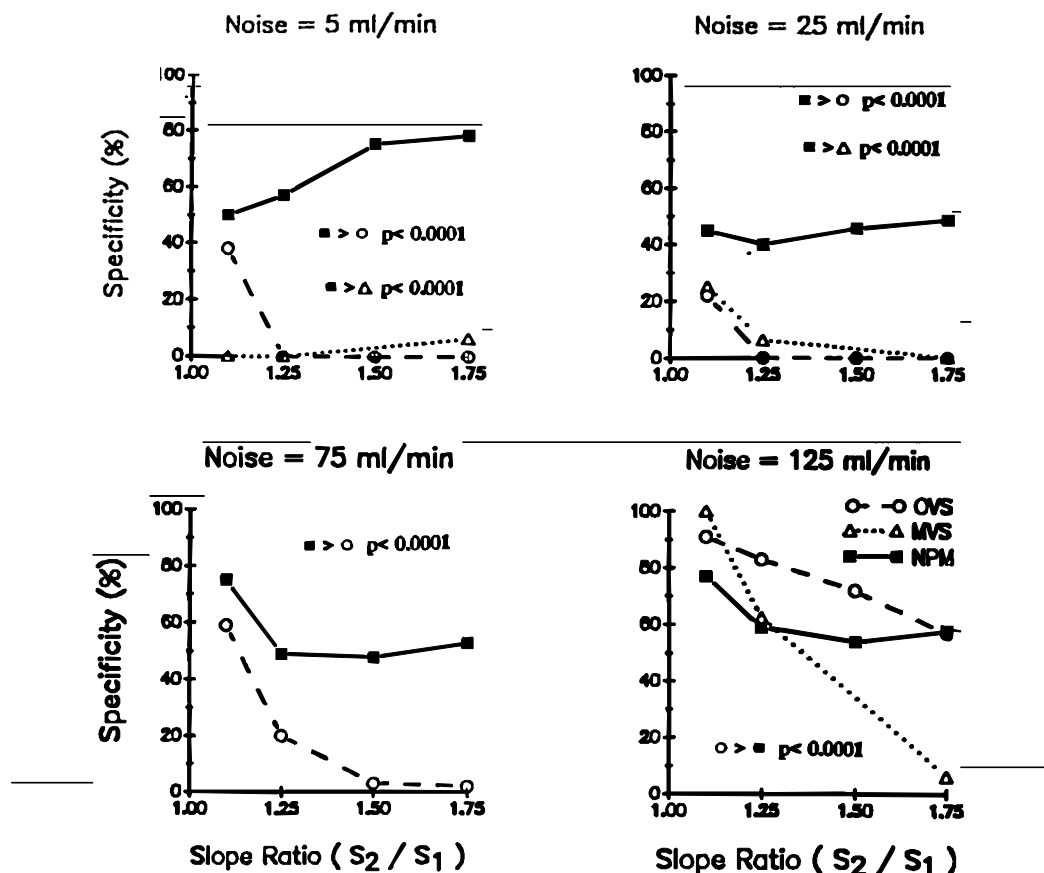 Noise = 5 ml/min
Noise = 25 ml/min
100
80
60
40
20
0
Specificity (%)
■ > ○ p< 0.0001
■ >△ p< 0.0001
1.00 1.25 1.50 1.75
100
80
60
40
20
0
■ > ○ p< 0.0001
■ >△ p< 0.0001
1.00 1.25 1.50 1.75
Noise = 75 ml/min
Noise = 125 ml/min
100
80
60
40
20
0
Specificity (%)
■ > ○ p< 0.0001
1.00 1.25 1.50 1.75
Slope Ratio ( S2 / S1 )
100
80
60
40
20
0
OVS
MVS
NPM
○ > ■ p< 0.0001
1.00 1.25 1.50 1.75
Slope Ratio ( S2 / S1 )